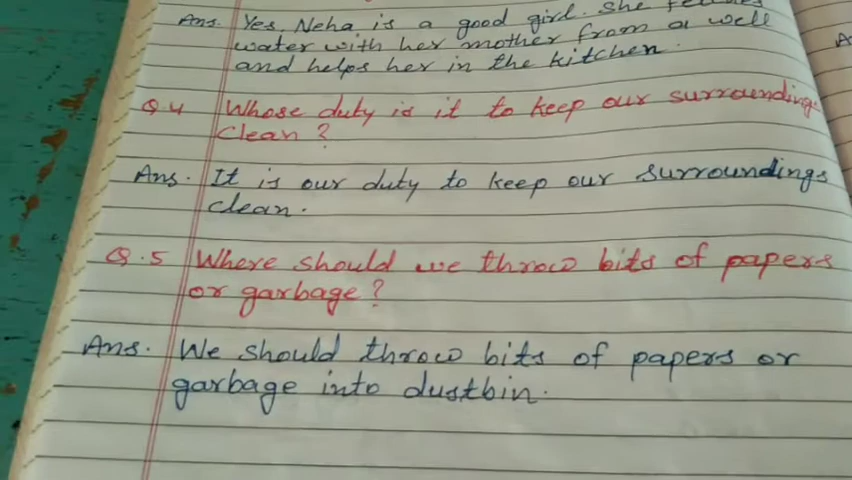 Ans. Yes, Neha is a good girl. She fetches
water with her mother from a well
and helps her in the kitchen.
Q.4 Whose duty is it to keep our surroundings
clean?
Ans. It is our duty to keep our surroundings
clean.
Q.5 Where should we throw bits of papers
or garbage?
Ans. We should throw bits of papers or
garbage into dustbin.